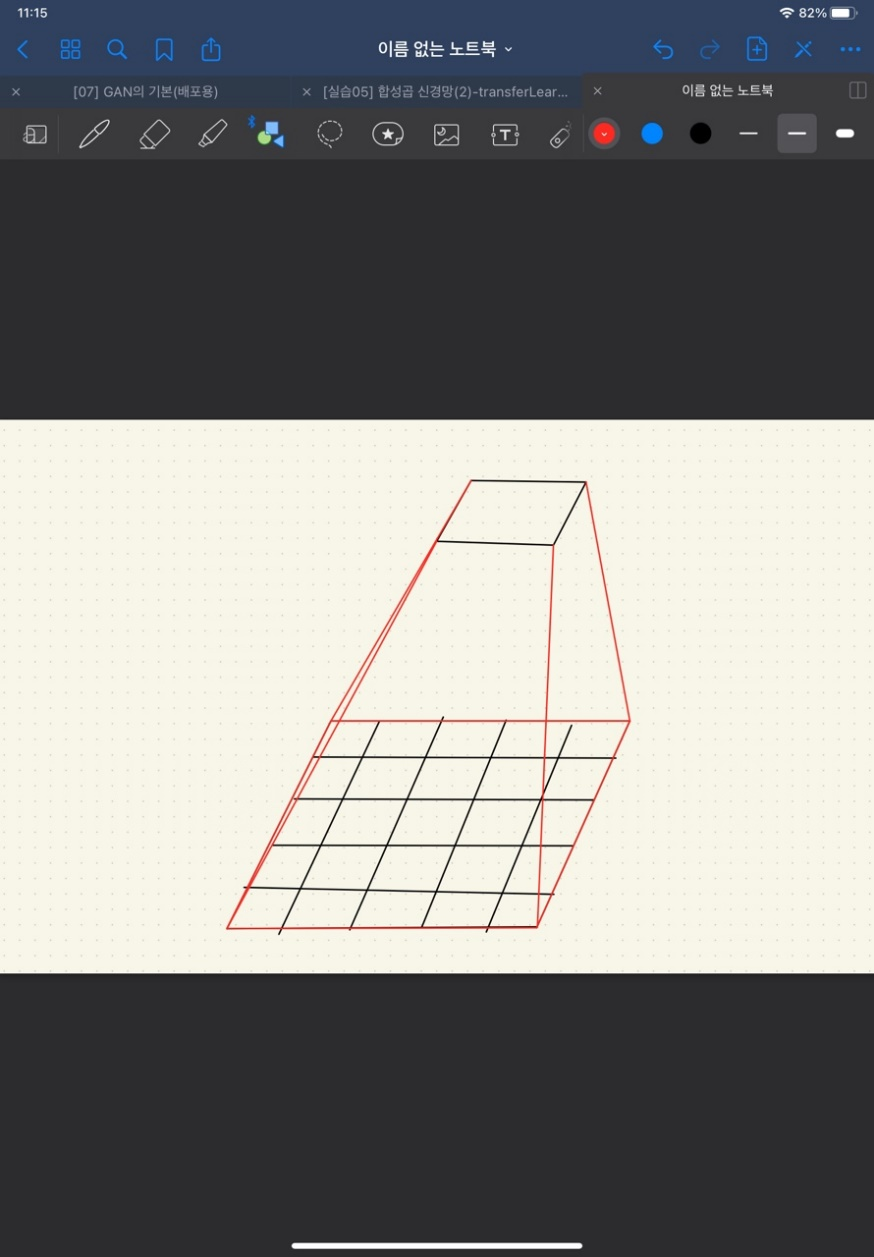 11:15
82%
이름 없는 노트북
[07] GAN의 기본(배포용)
[실습05] 합성곱 신경망(2)-transferLear...
이름 없는 노트북
T